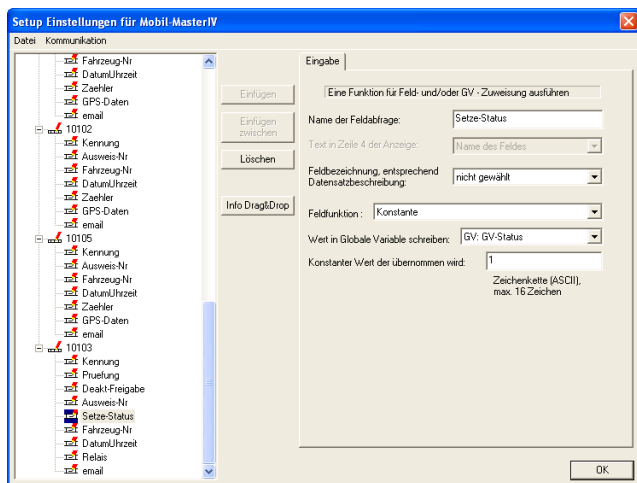 Setup Einstellungen für Mobil-MasterIV
Datei Kommunikation
Fahrzeug-Nr
DatumUhrzeit
Zaehler
GPS-Daten
email
10102
Kennung
Ausweis-Nr
Fahrzeug-Nr
DatumUhrzeit
Zaehler
GPS-Daten
email
10105
Kennung
Ausweis-Nr
Fahrzeug-Nr
DatumUhrzeit
Zaehler
GPS-Daten
email
10103
Kennung
Pruefung
Deakt-Freigabe
Ausweis-Nr
Setze-Status
Fahrzeug-Nr
DatumUhrzeit
Relais
email
Einfügen
Einfügen
zwischen
Löschen
Info Drag&Drop
Eingabe
Eine Funktion für Feld- und/oder GV - Zuweisung ausführen
Name der Feldabfrage: Setze-Status
Text in Zeile 4 der Anzeige: Name des Feldes
Feldbezeichnung, entsprechend
Datensatzbeschreibung: nicht gewählt
Feldfunktion : Konstante
Wert in Globale Variable schreiben: GV: GV-Status
Konstanter Wert der übernommen wird: 1
Zeichenkette (ASCII),
max. 16 Zeichen
OK